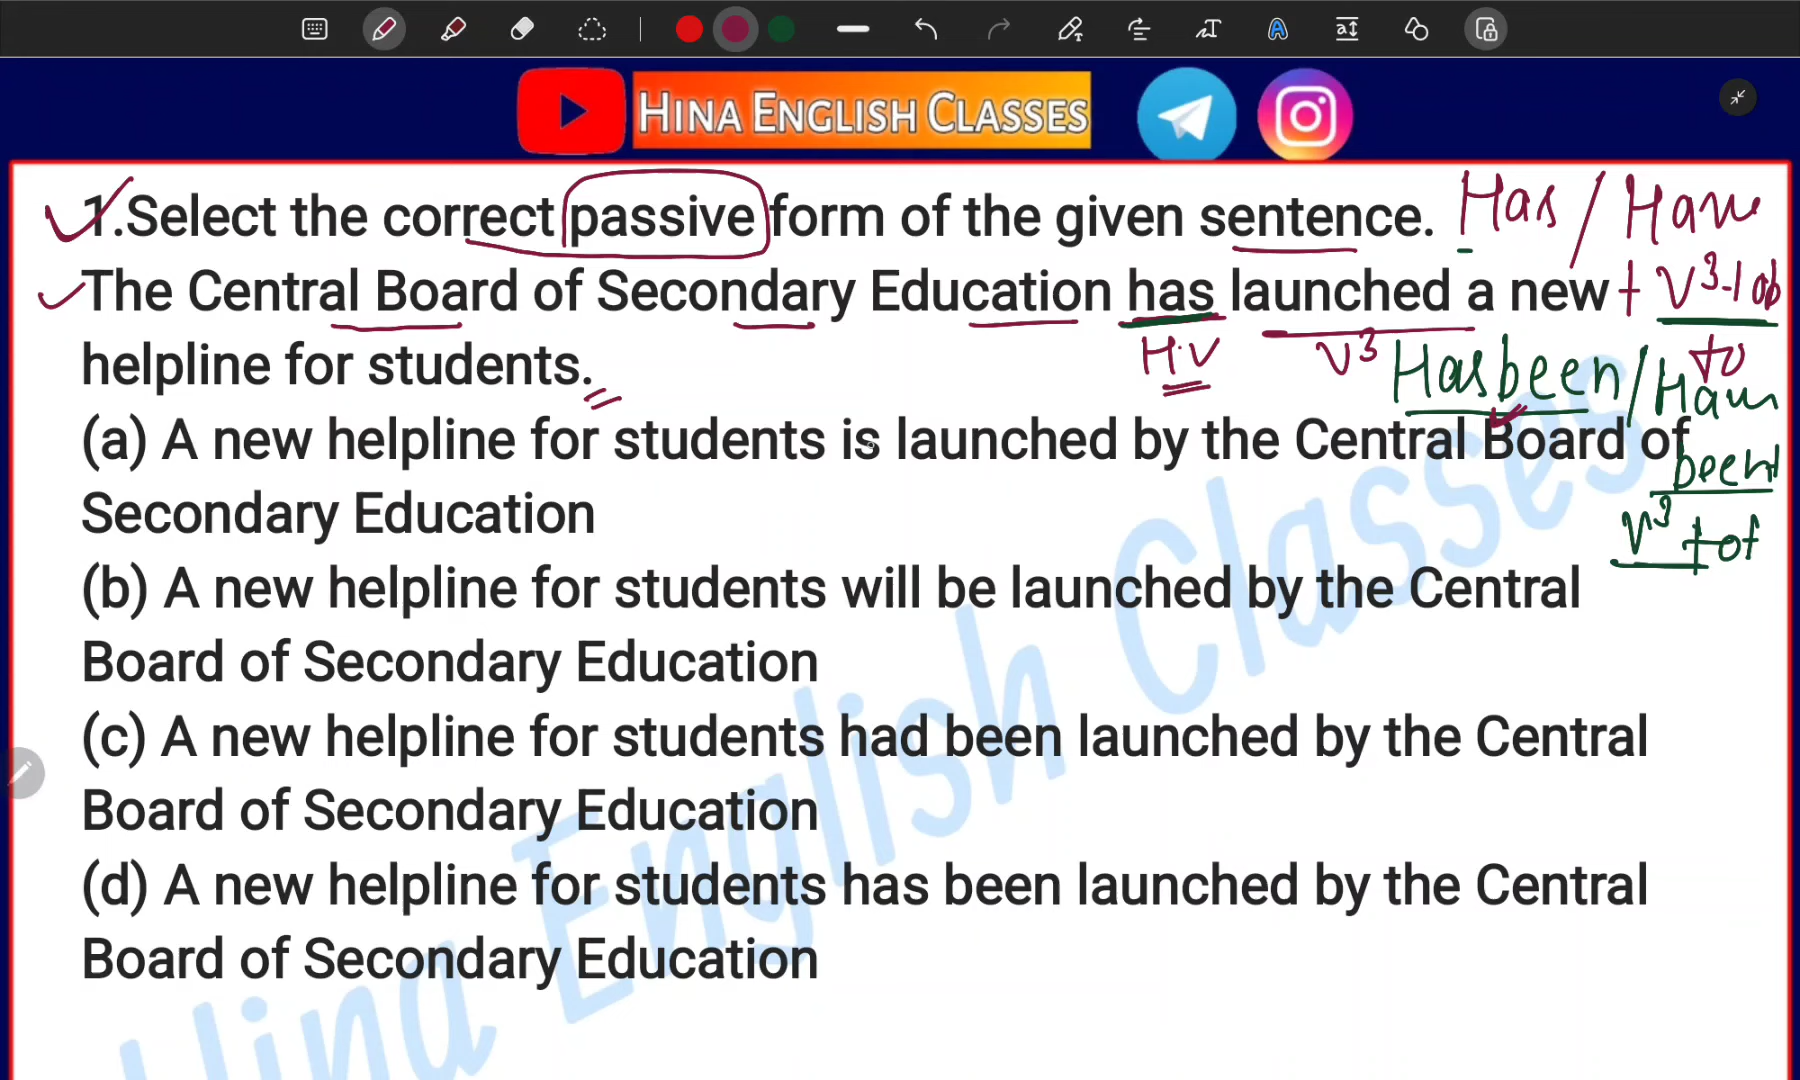 HINA ENGLISH CLASSES
1.Select the correct passive form of the given sentence. Has / Have
The Central Board of Secondary Education has launched a new + V3 + ob
helpline for students. H.V V3 Has been / Have
(a) A new helpline for students is launched by the Central Board of
been +
Secondary Education
V3
(b) A new helpline for students will be launched by the Central
Board of Secondary Education
(c) A new helpline for students had been launched by the Central
Board of Secondary Education
(d) A new helpline for students has been launched by the Central
Board of Secondary Education
Hina English Classes